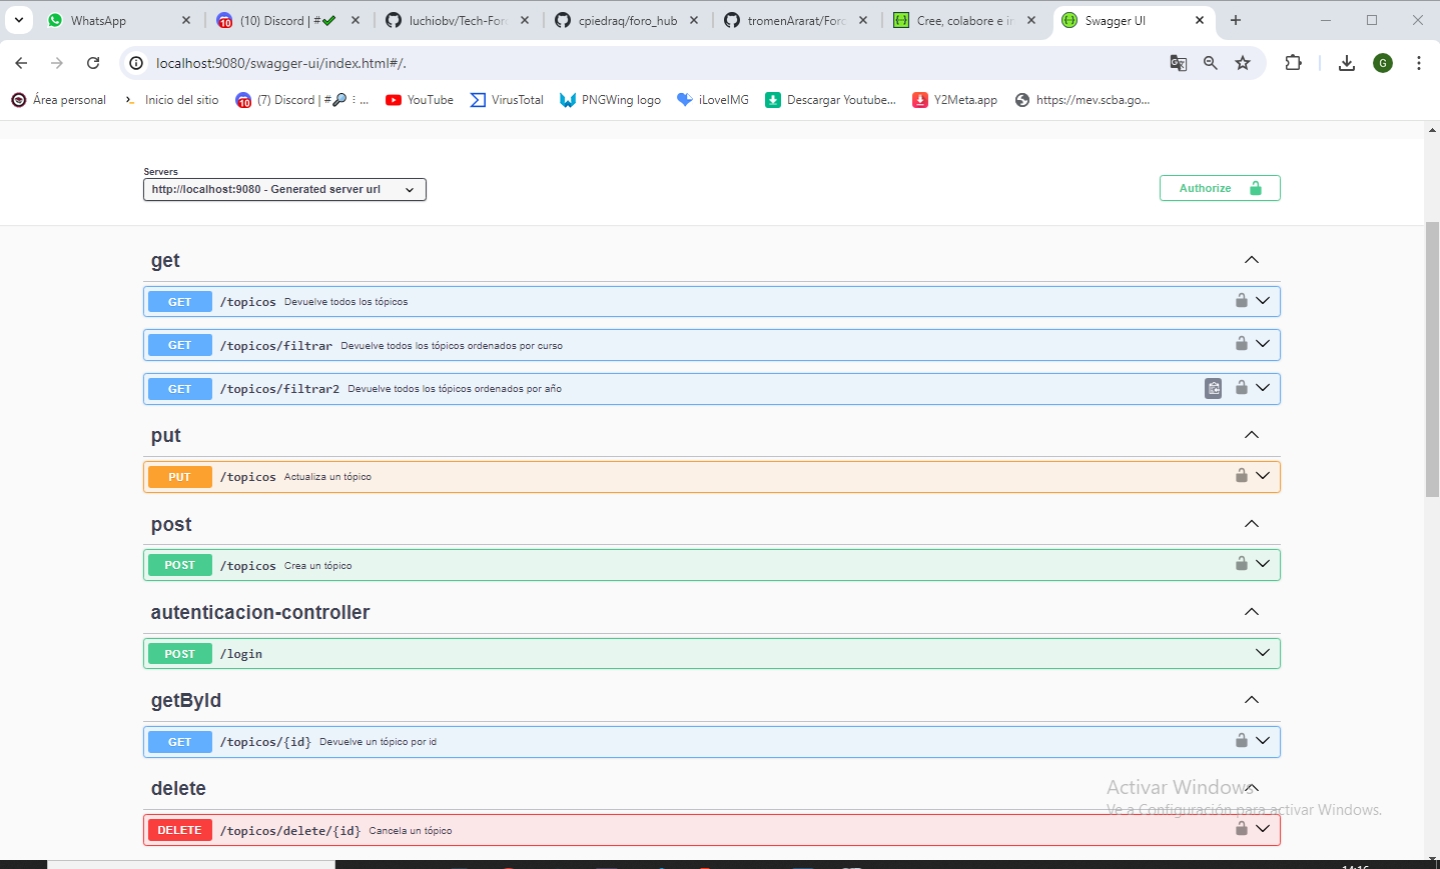 WhatsApp
(10) Discord | #
luchiobv/Tech-For
cpiedraq/foro_hub
tromenArarat/Foro
Cree, colabore e in
Swagger UI
localhost:9080/swagger-ui/index.html#/.
G
Área personal
Inicio del sitio
(7) Discord | #
YouTube
VirusTotal
PNGWing logo
iLoveIMG
Descargar Youtube...
Y2Meta.app
https://mev.scba.go...
Servers
http://localhost:9080 - Generated server url
Authorize
get
GET /topicos Devuelve todos los tópicos
GET /topicos/filtrar Devuelve todos los tópicos ordenados por curso
GET /topicos/filtrar2 Devuelve todos los tópicos ordenados por año
put
PUT /topicos Actualiza un tópico
post
POST /topicos Crea un tópico
autenticacion-controller
POST /login
getById
GET /topicos/{id} Devuelve un tópico por id
delete
Activar Windows
Ve a Configuración para activar Windows.
DELETE /topicos/delete/{id} Cancela un tópico